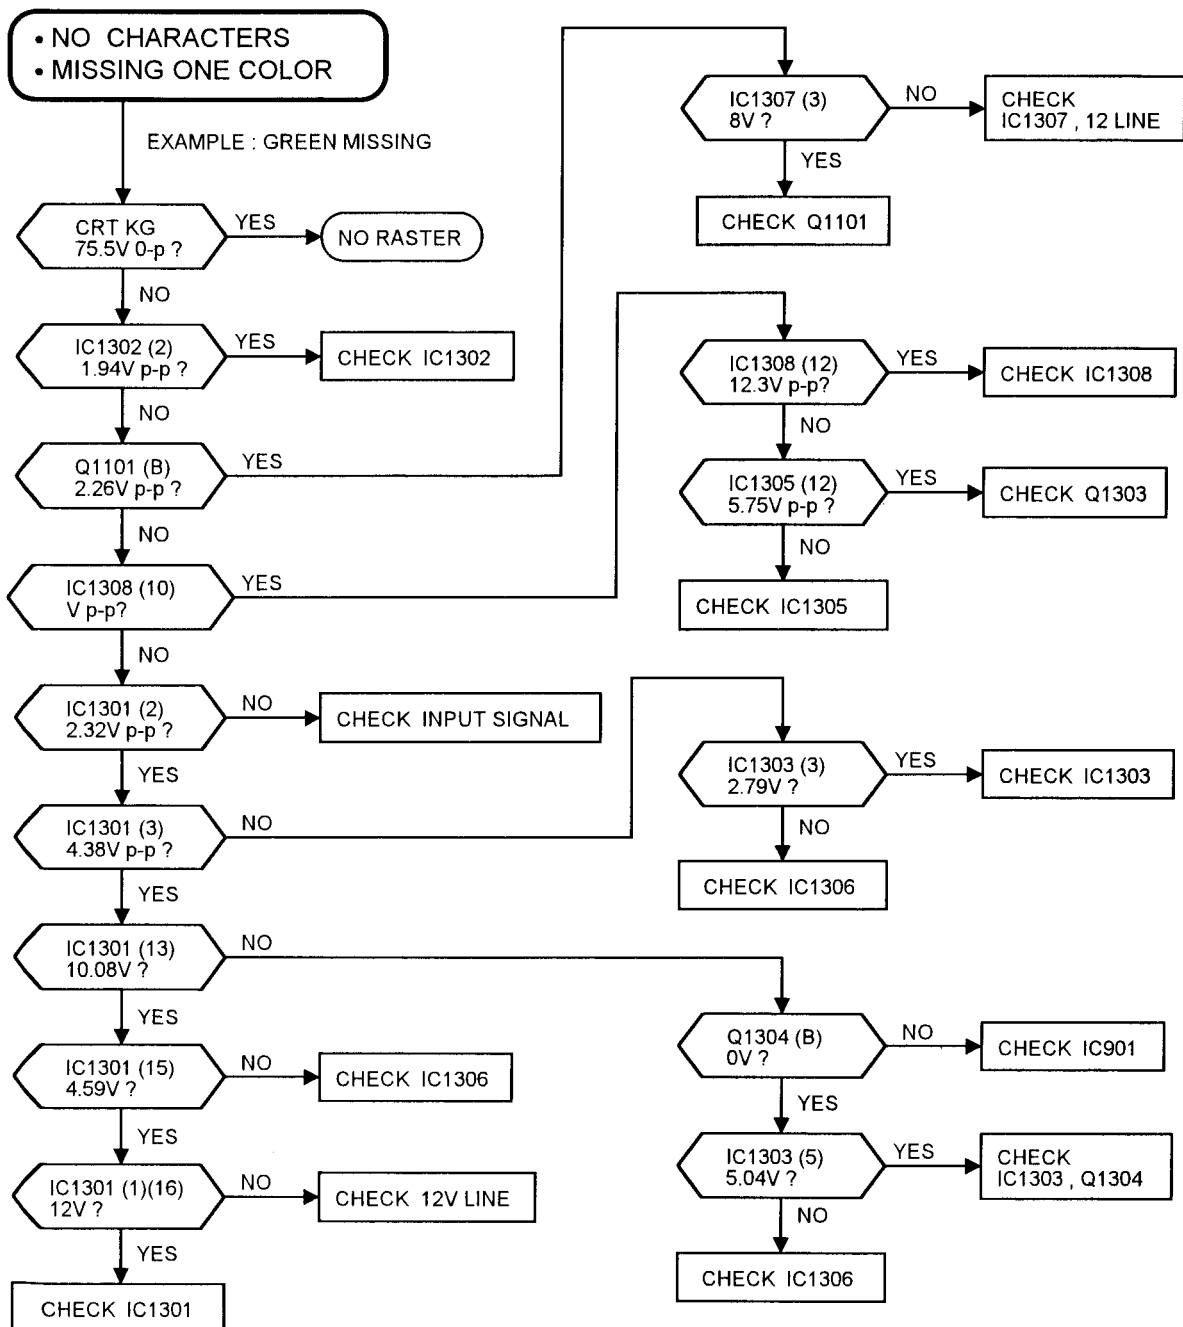 • NO CHARACTERS
• MISSING ONE COLOR
EXAMPLE : GREEN MISSING
CRT KG
75.5V 0-p ?
YES
NO RASTER
NO
IC1302 (2)
1.94V p-p ?
YES
CHECK IC1302
NO
Q1101 (B)
2.26V p-p ?
YES
NO
IC1308 (10)
V p-p?
YES
NO
IC1301 (2)
2.32V p-p ?
NO
CHECK INPUT SIGNAL
YES
IC1301 (3)
4.38V p-p ?
NO
YES
IC1301 (13)
10.08V ?
NO
YES
IC1301 (15)
4.59V ?
NO
CHECK IC1306
YES
IC1301 (1)(16)
12V ?
NO
CHECK 12V LINE
YES
CHECK IC1301
IC1307 (3)
8V ?
NO
CHECK
IC1307 , 12 LINE
YES
CHECK Q1101
IC1308 (12)
12.3V p-p?
YES
CHECK IC1308
NO
IC1305 (12)
5.75V p-p ?
YES
CHECK Q1303
NO
CHECK IC1305
IC1303 (3)
2.79V ?
YES
CHECK IC1303
NO
CHECK IC1306
Q1304 (B)
0V ?
NO
CHECK IC901
YES
IC1303 (5)
5.04V ?
YES
CHECK
IC1303 , Q1304
NO
CHECK IC1306